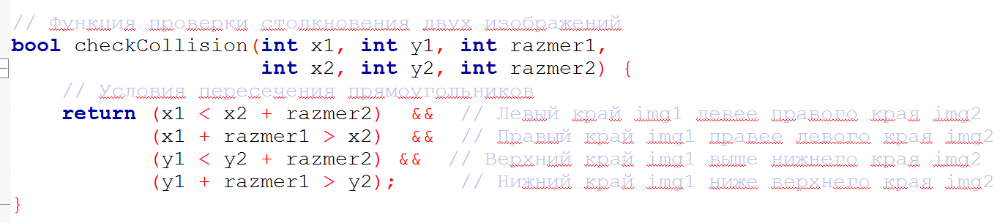 // Функция проверки столкновения двух изображений
bool checkCollision(int x1, int y1, int razmer1,
                    int x2, int y2, int razmer2) {
    // Условия пересечения прямоугольников
    return (x1 < x2 + razmer2)   &&  // Левый край img1 левее правого края img2
           (x1 + razmer1 > x2)   &&  // Правый край img1 правее левого края img2
           (y1 < y2 + razmer2) &&  // Верхний край img1 выше нижнего края img2
           (y1 + razmer1 > y2);     // Нижний край img1 ниже верхнего края img2
}